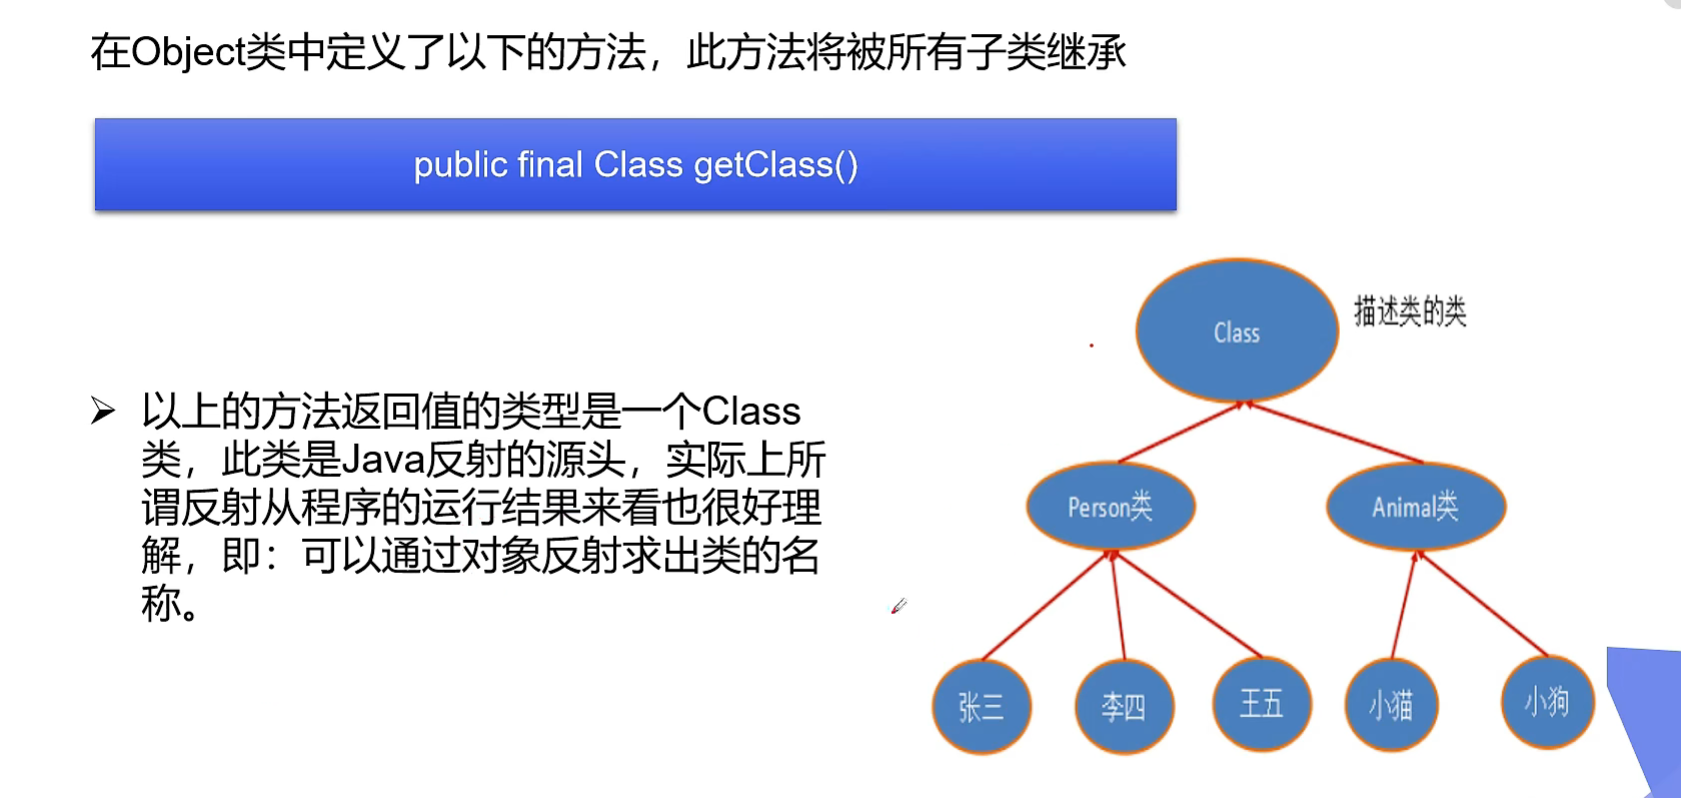 在Object类中定义了以下的方法，此方法将被所有子类继承
public final Class getClass()
描述类的类
Class
以上的方法返回值的类型是一个Class
类，此类是Java反射的源头，实际上所
谓反射从程序的运行结果来看也很好理
解，即：可以通过对象反射求出类的名
称。
Person类
Animal类
张三
李四
王五
小猫
小狗